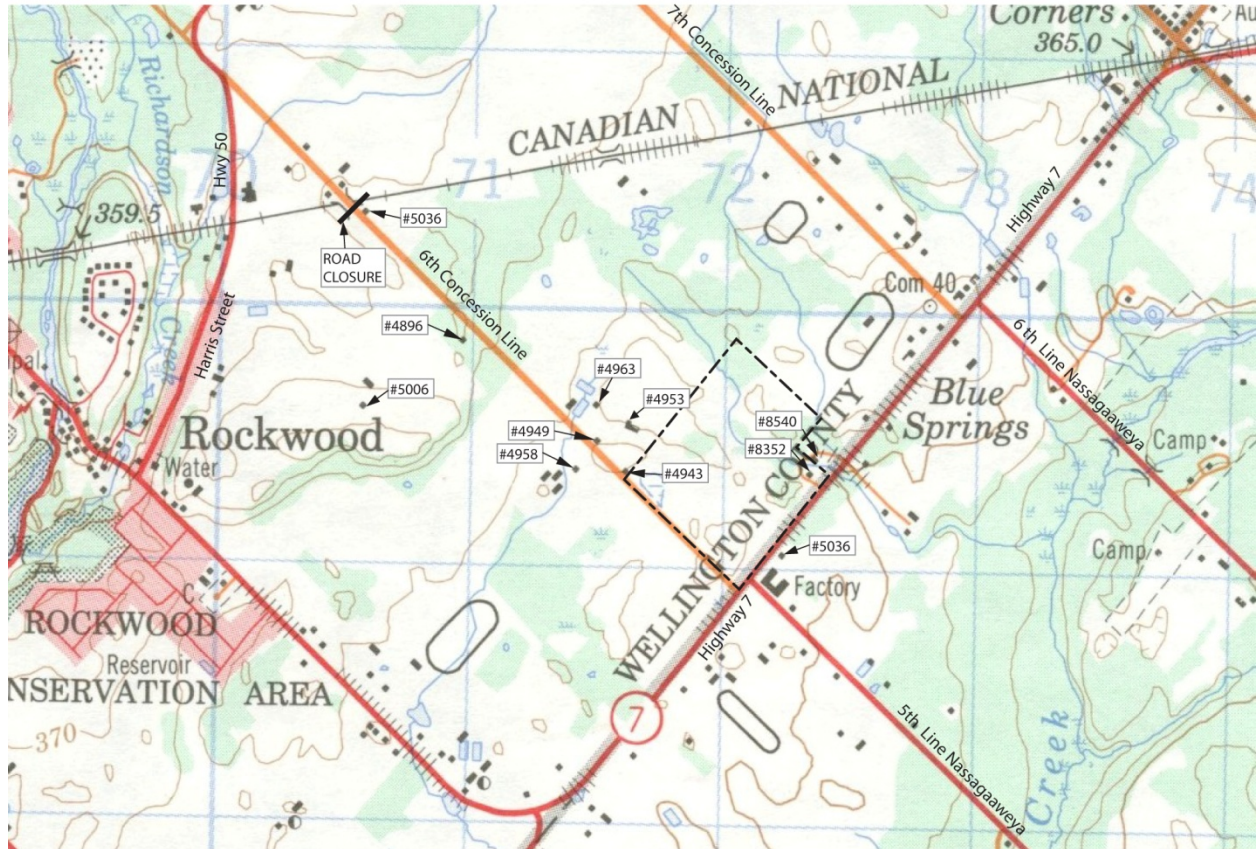 Corners
365.0
Au
7th Concession Line
NATIONAL
CANADIAN
Richardson
Creek
Hwy 50
70
71
72
73
74
359.5
#5036
ROAD
CLOSURE
6th Concession Line
Highway 7
Com 40
Harris Street
#4896
#5006
#4963
#4953
#4949
#4958
#4943
#8540
#8352
Rockwood
Water
Blue
Springs
6 th Line Nassagaaweya
Camp
Camp
WELLINGTON COUNTY
#5036
Factory
Highway 7
C
ROCKWOOD
Reservoir
NSERVATION AREA
370
7
5th Line Nassagaaweya
Creek